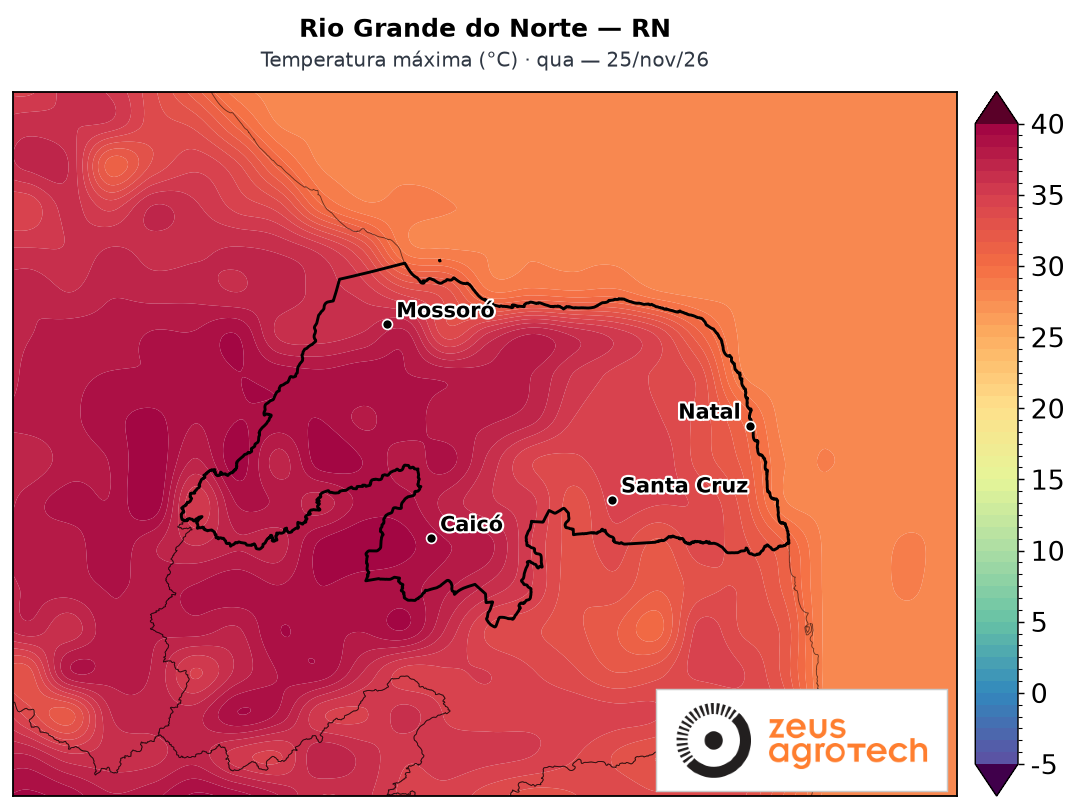 Rio Grande do Norte — RN
Temperatura máxima (°C) · qua — 25/nov/26
40
35
30
25
20
15
10
5
0
-5
Mossoró
Natal
Santa Cruz
Caicó
zeus
agrotech